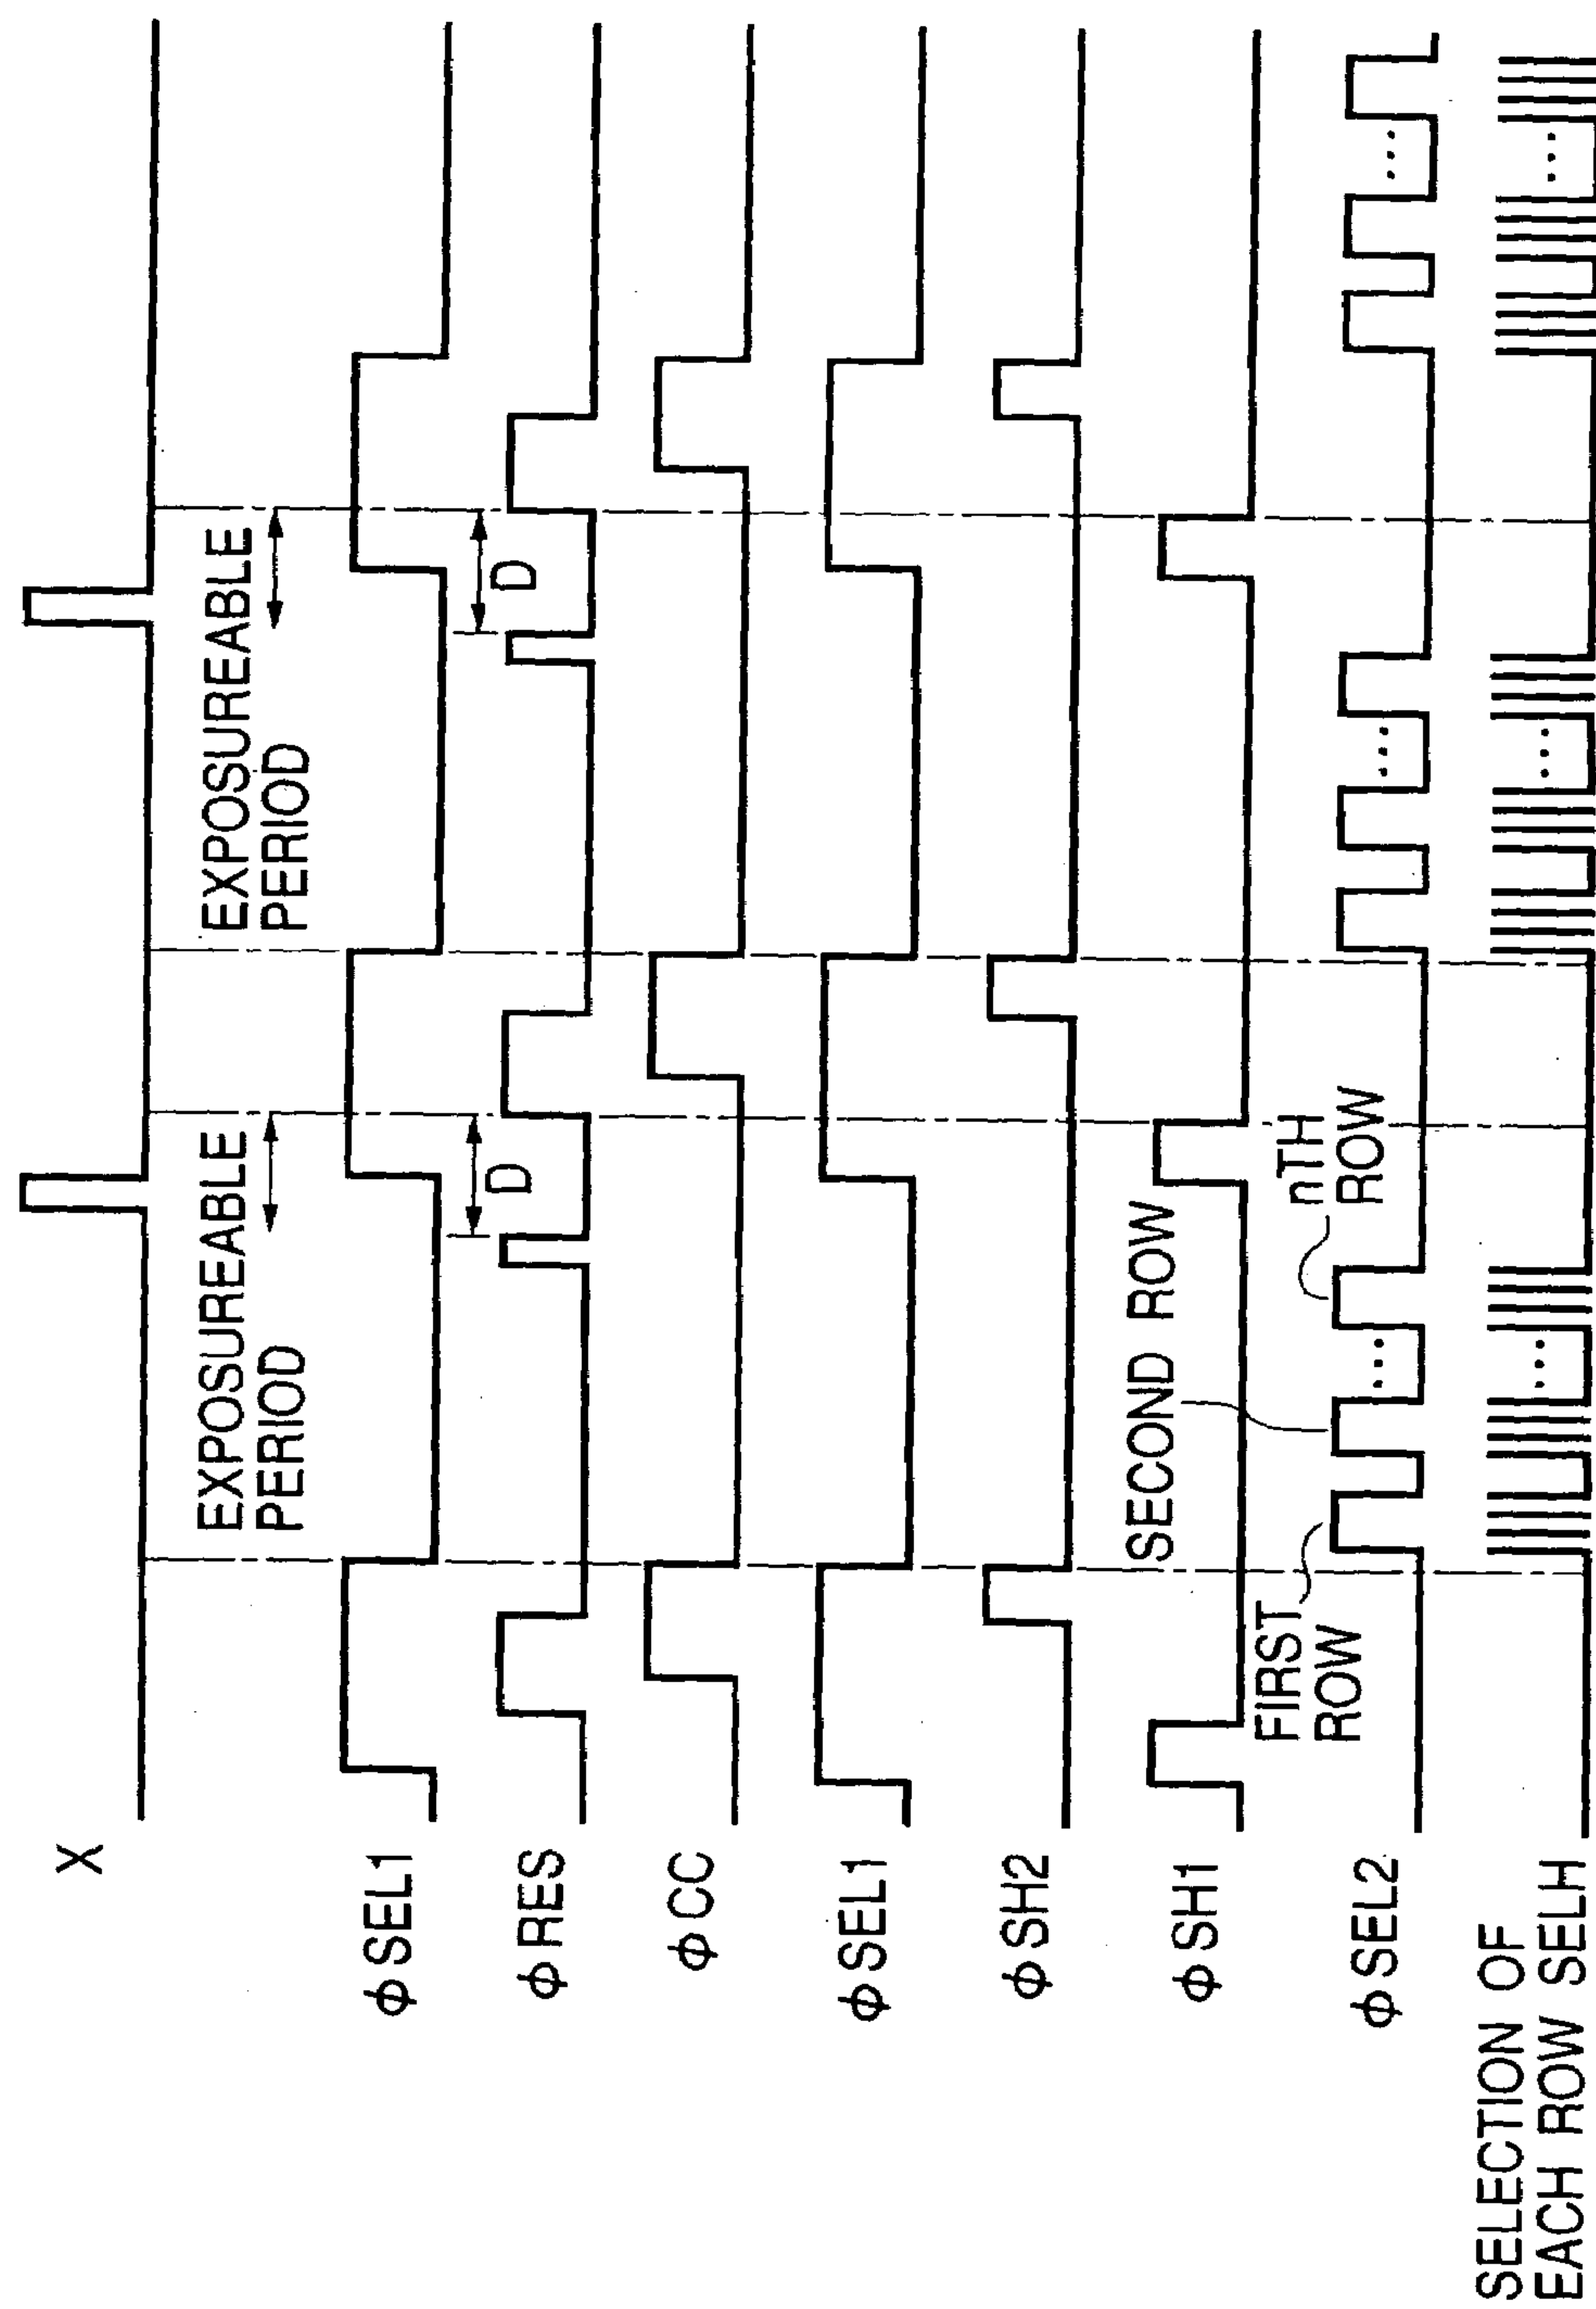 X
EXPOSUREABLE
PERIOD
EXPOSUREABLE
PERIOD
φSEL1
φRES
D
D
φCC
φSEL1
φSH2
φSH1
SECOND ROW
FIRST
ROW
nTH
ROW
φSEL2
...
...
...
SELECTION OF
EACH ROW SELH
...
...
...